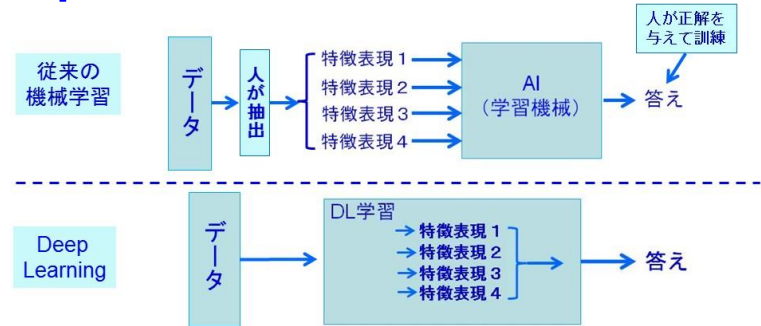 人が正解を
与えて訓練
従来の
機械学習
データ
人が抽出
特徴表現1
特徴表現2
特徴表現3
特徴表現4
AI
(学習機械)
答え
Deep
Learning
データ
DL学習
特徴表現1
特徴表現2
特徴表現3
特徴表現4
答え